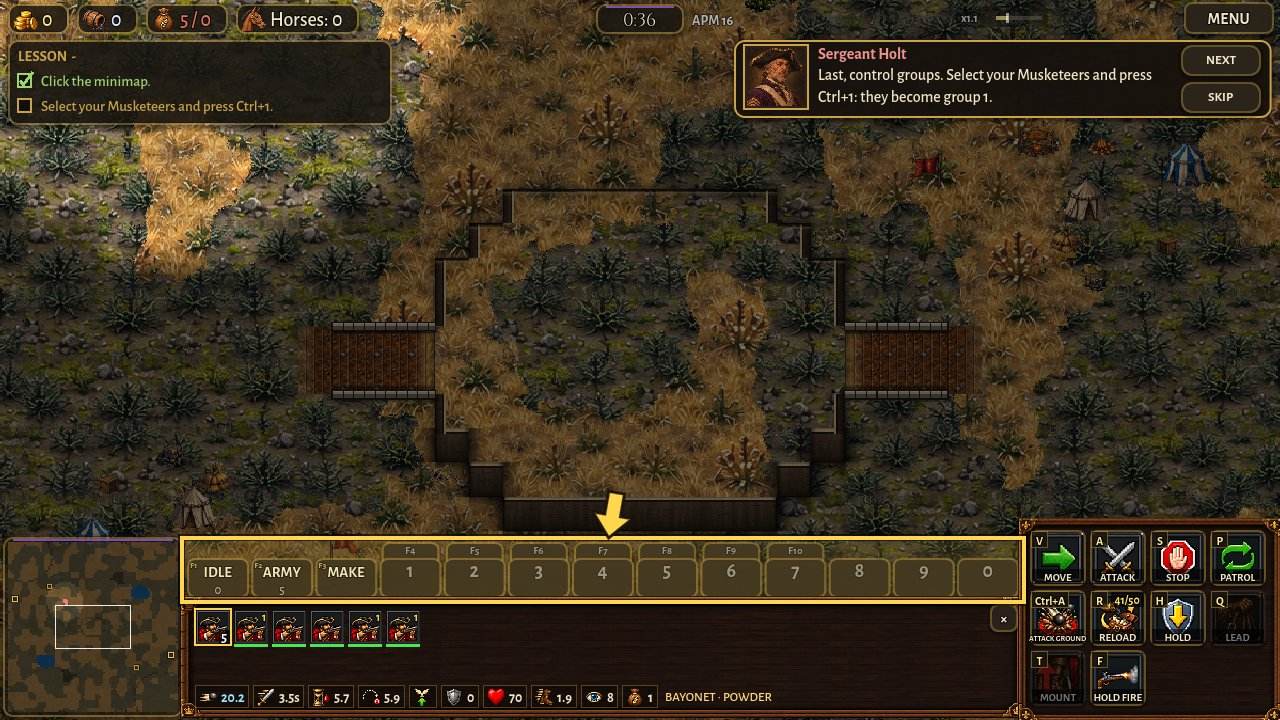 0
0
5 / 0
Horses: 0
0:36
APM 16
x1.1
MENU
LESSON -
Click the minimap.
Select your Musketeers and press Ctrl+1.
Sergeant Holt
Last, control groups. Select your Musketeers and press
Ctrl+1: they become group 1.
NEXT
SKIP
F1 IDLE 0
F2 ARMY 5
F3 MAKE
F4 1
F5 2
F6 3
F7 4
F8 5
F9 6
F10 7
8
9
0
5
1
1
1
×
20.2
3.5s
5.7
5.9
0
70
1.9
8
1
BAYONET · POWDER
V MOVE
A ATTACK
S STOP
P PATROL
Ctrl+A ATTACK GROUND
R 41/50 RELOAD
H HOLD
Q LEAD
T MOUNT
F HOLD FIRE